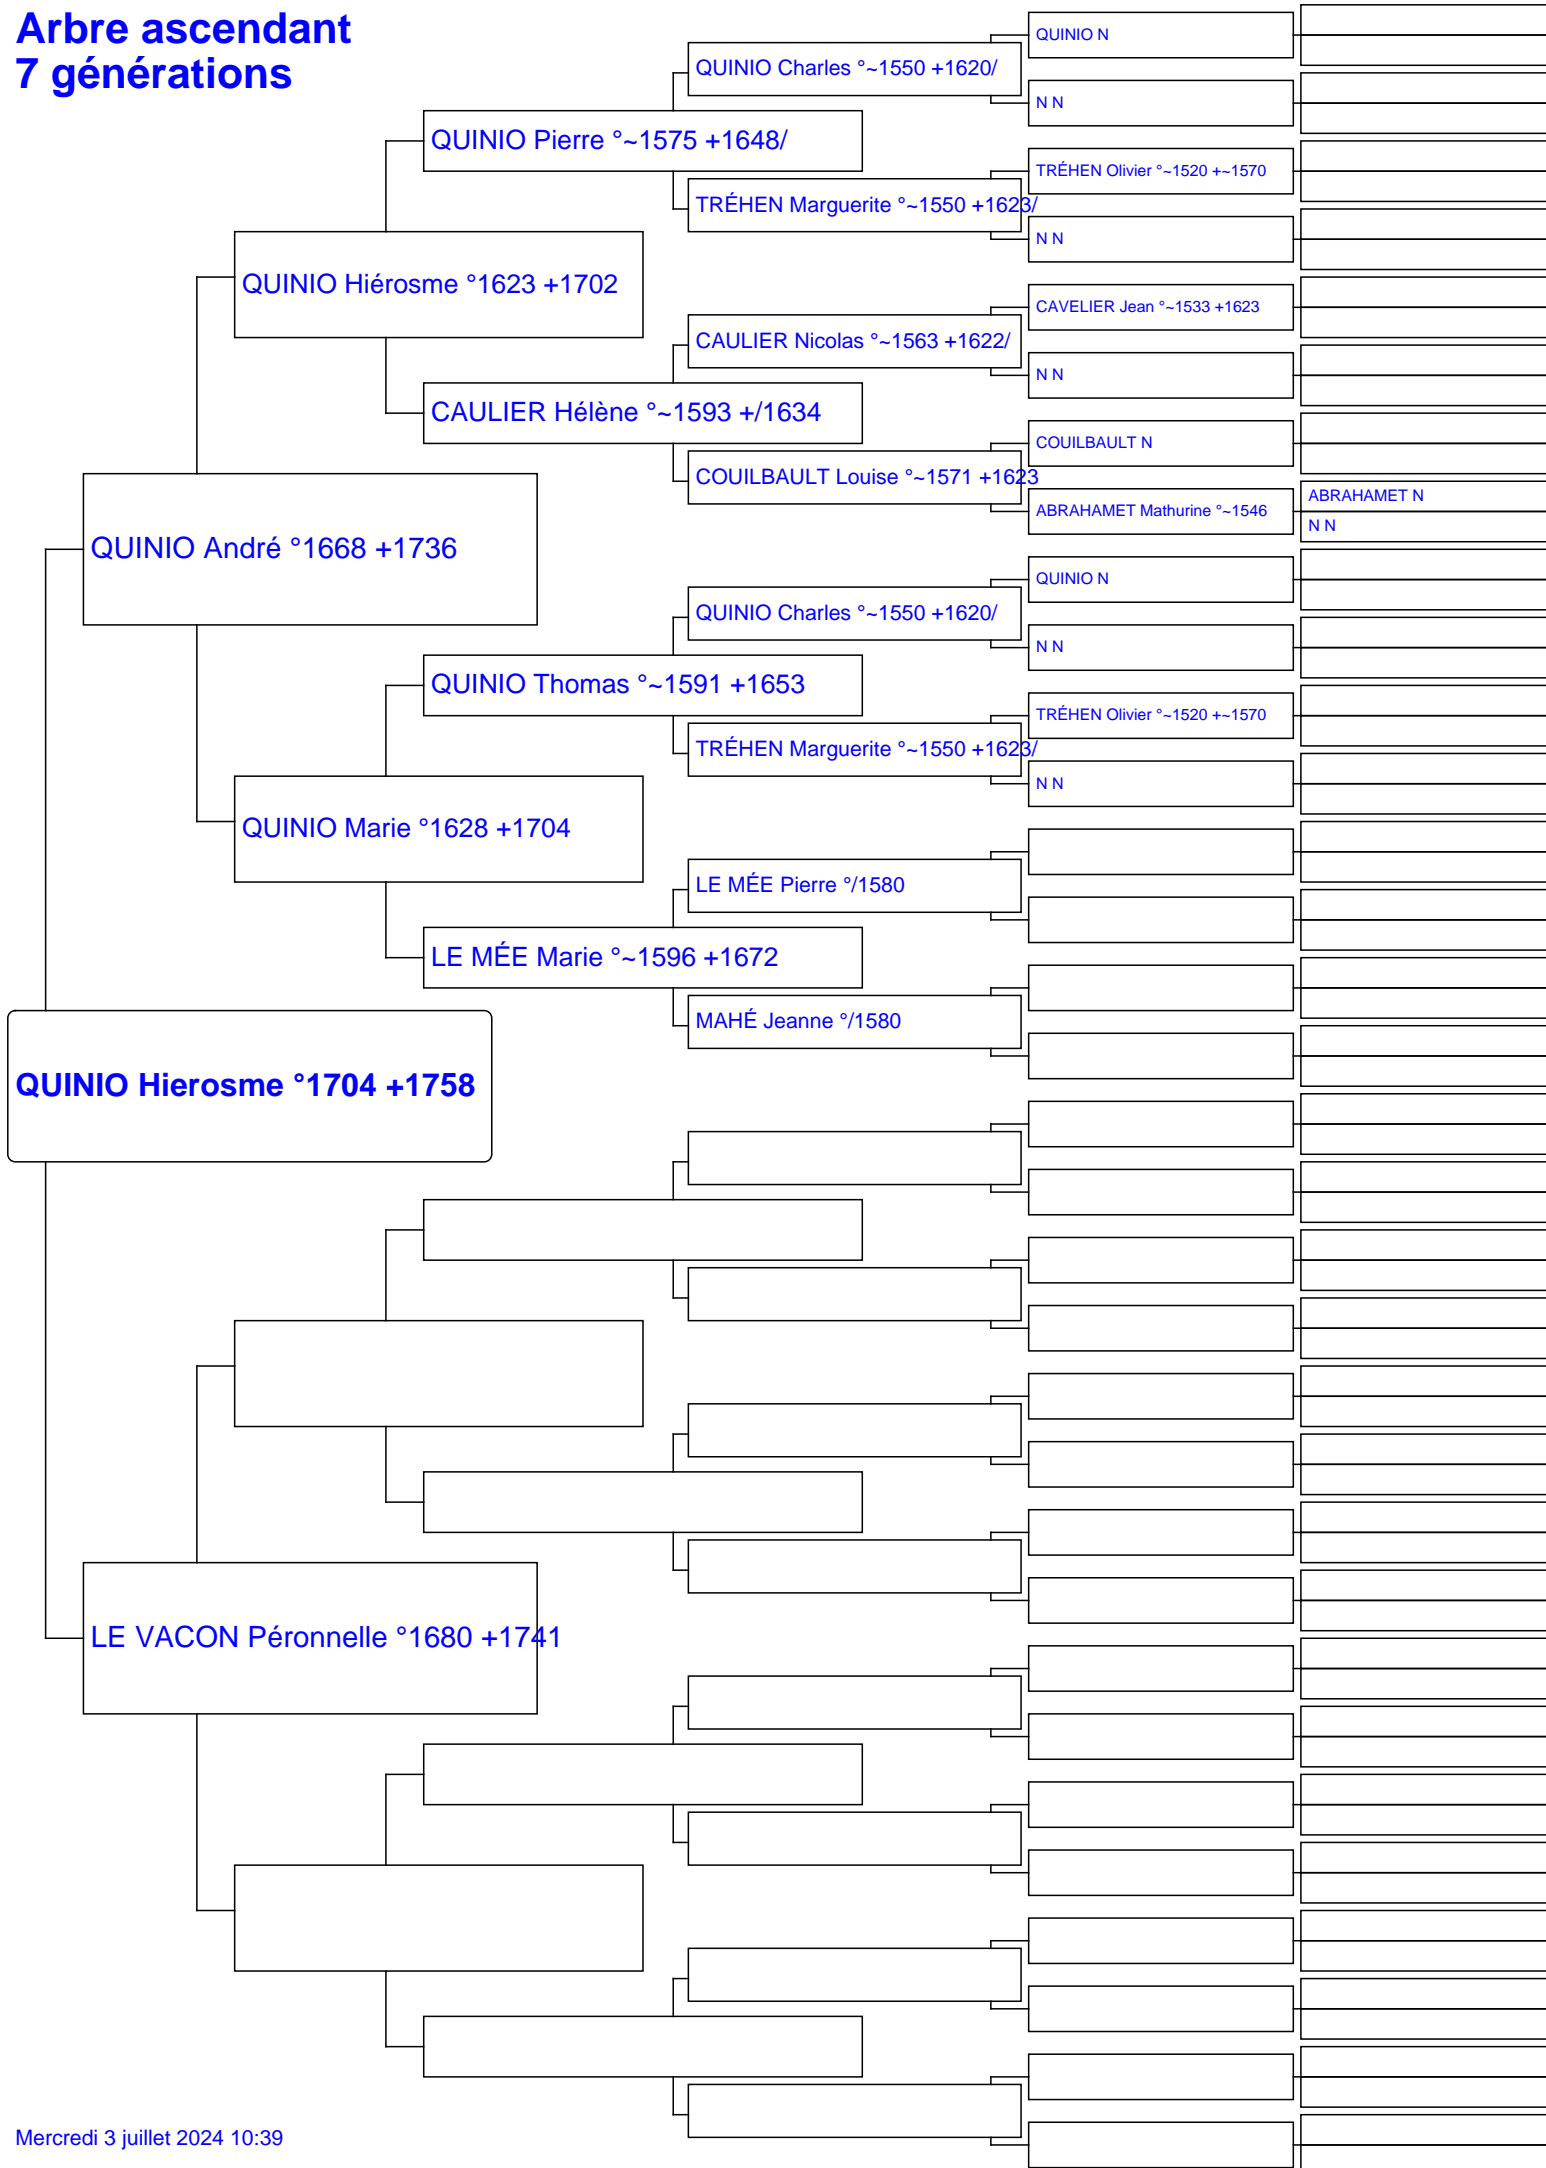 Arbre ascendant
7 générations
QUINIO N
QUINIO Charles °~1550 +1620/
N N
QUINIO Pierre °~1575 +1648/
TRÉHEN Olivier °~1520 +~1570
TRÉHEN Marguerite °~1550 +1623/
N N
QUINIO Hiérosme °1623 +1702
CAVELIER Jean °~1533 +1623
CAULIER Nicolas °~1563 +1622/
N N
CAULIER Hélène °~1593 +/1634
COUILBAULT N
COUILBAULT Louise °~1571 +1623
ABRAHAMET Mathurine °~1546
ABRAHAMET N
N N
QUINIO André °1668 +1736
QUINIO N
QUINIO Charles °~1550 +1620/
N N
QUINIO Thomas °~1591 +1653
TRÉHEN Olivier °~1520 +~1570
TRÉHEN Marguerite °~1550 +1623/
N N
QUINIO Marie °1628 +1704
LE MÉE Pierre °/1580
LE MÉE Marie °~1596 +1672
MAHÉ Jeanne °/1580
QUINIO Hierosme °1704 +1758
LE VACON Péronnelle °1680 +1741
Mercredi 3 juillet 2024 10:39